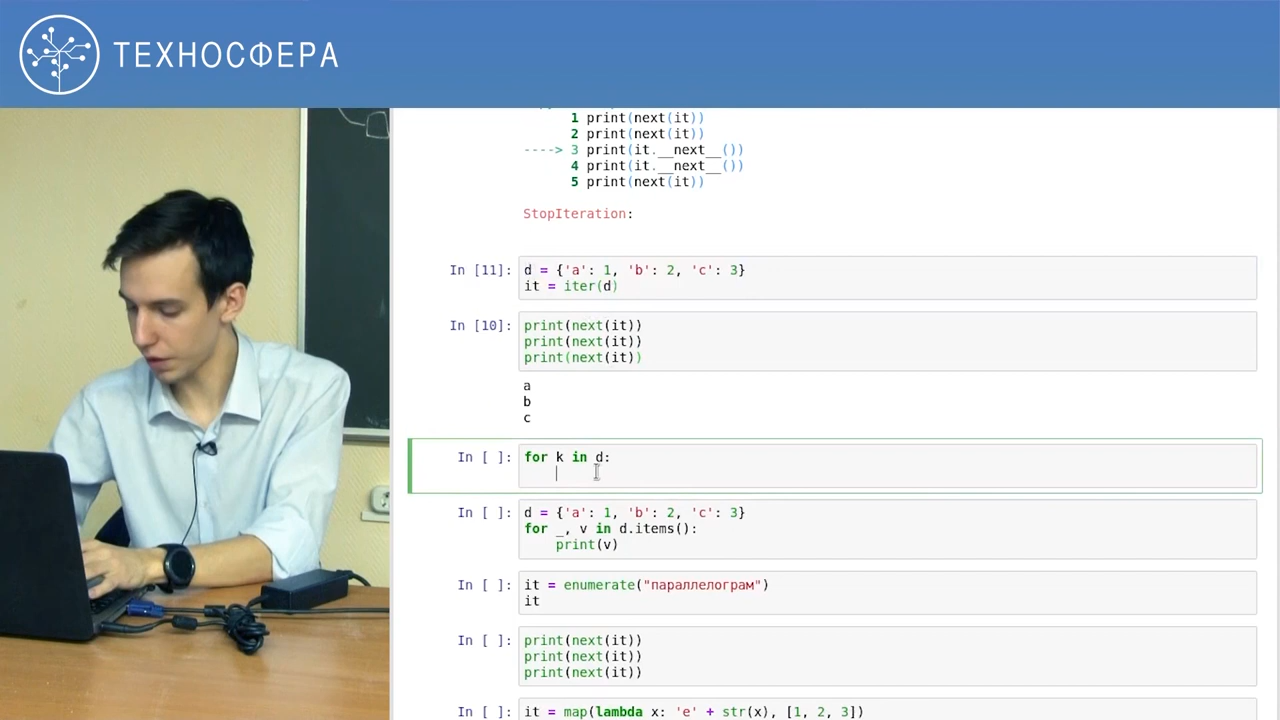 ТЕХНОСФЕРА
1 print(next(it))
2 print(next(it))
----> 3 print(it.__next__())
4 print(it.__next__())
5 print(next(it))
StopIteration:
In [11]: d = {'a': 1, 'b': 2, 'c': 3}
it = iter(d)
In [10]: print(next(it))
print(next(it))
print(next(it))
a
b
c
In [ ]: for k in d:
In [ ]: d = {'a': 1, 'b': 2, 'c': 3}
for _, v in d.items():
print(v)
In [ ]: it = enumerate("параллелограм")
it
In [ ]: print(next(it))
print(next(it))
print(next(it))
In [ ]: it = map(lambda x: 'e' + str(x), [1, 2, 3])